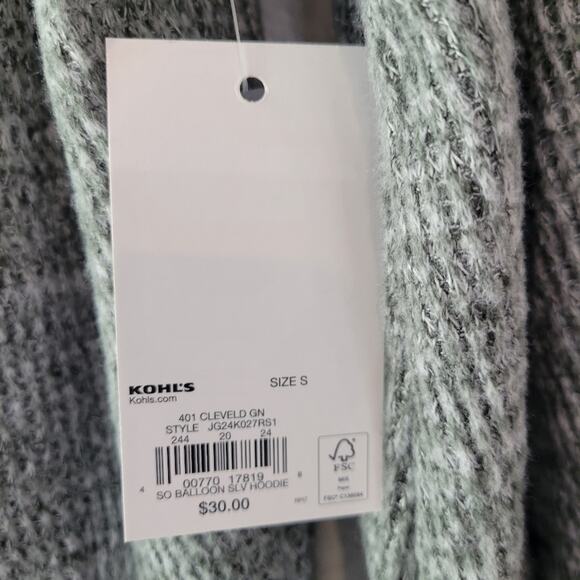 KOHL'S
SIZE S
Kohls.com
401 CLEVELD GN
STYLE JG24K027RS1
244 20 24
4 00770 17819 8
SO BALLOON SLV HOODIE
$30.00
FSC
MIX